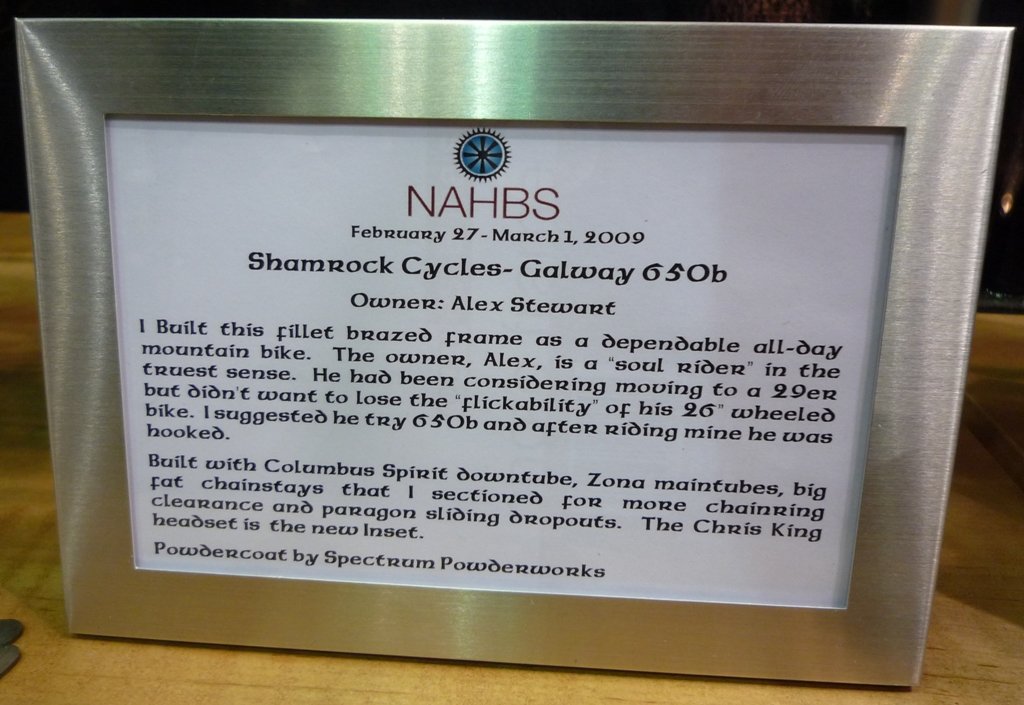 NAHBS
February 27-March 1, 2009
Shamrock Cycles- Galway 650b
Owner: Alex Stewart
I Built this fillet brazed frame as a dependable all-day
mountain bike. The owner, Alex, is a "soul rider" in the
truest sense. He had been considering moving to a 29er
but didn't want to lose the "flickability" of his 26" wheeled
bike. I suggested he try 650b and after riding mine he was
hooked.
Built with Columbus Spirit downtube, Zona maintubes, big
fat chainstays that I sectioned for more chainring
clearance and paragon sliding dropouts. The Chris King
headset is the new Inset.
Powdercoat by Spectrum Powderworks